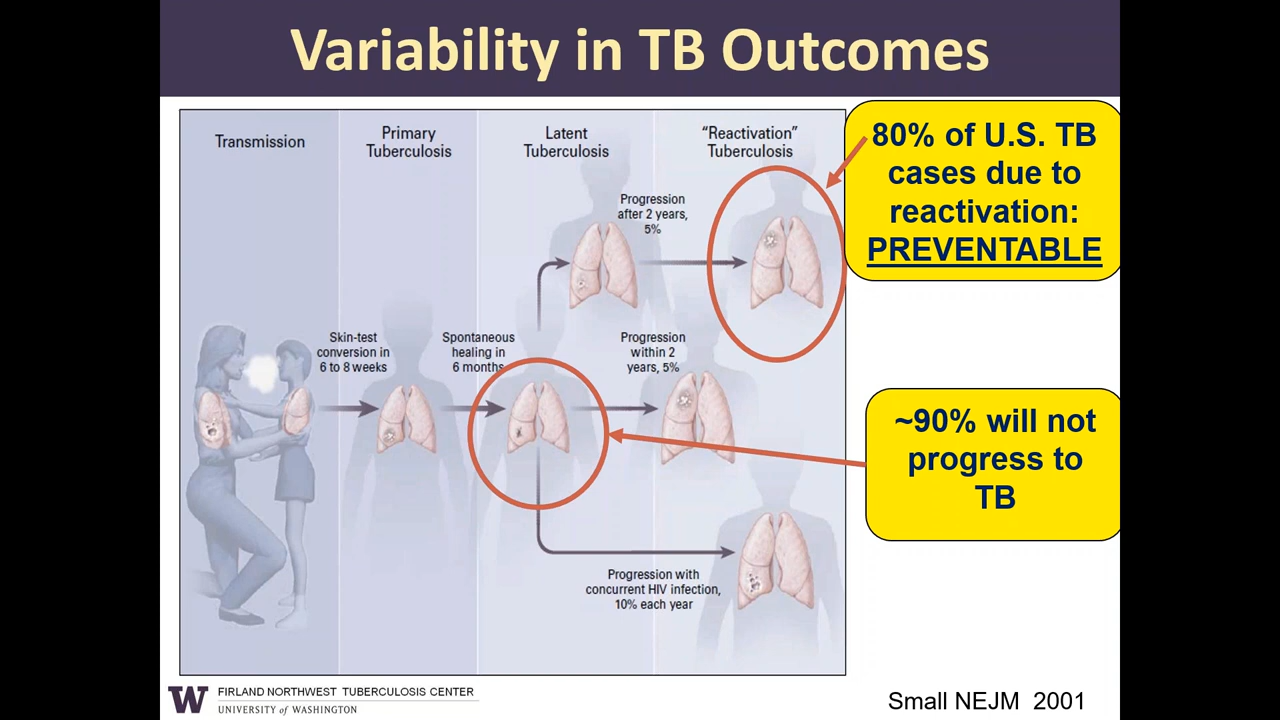 Variability in TB Outcomes
Transmission
Primary
Tuberculosis
Latent
Tuberculosis
“Reactivation”
Tuberculosis
80% of U.S. TB
cases due to
reactivation:
PREVENTABLE
Progression
after 2 years,
5%
Skin-test
conversion in
6 to 8 weeks
Spontaneous
healing in
6 months
Progression
within 2
years, 5%
~90% will not
progress to
TB
Progression with
concurrent HIV infection,
10% each year
W
FIRLAND NORTHWEST TUBERCULOSIS CENTER
UNIVERSITY of WASHINGTON
Small NEJM 2001